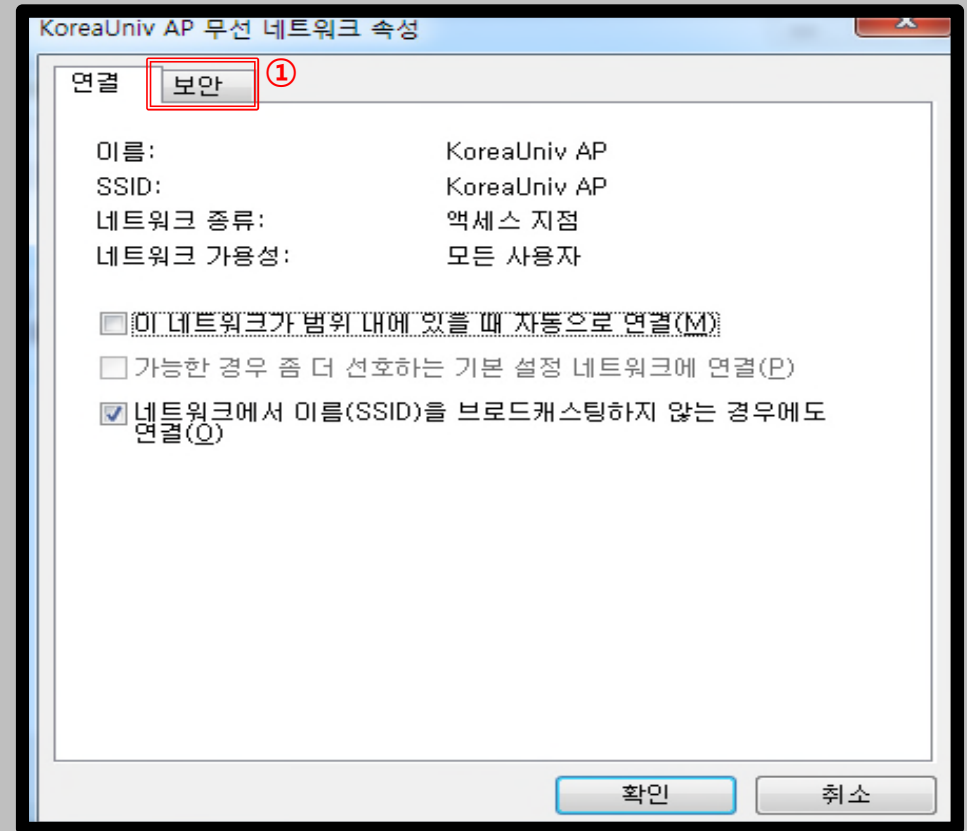 KoreaUniv AP 무선 네트워크 속성
연결 보안 ①
이름: KoreaUniv AP
SSID: KoreaUniv AP
네트워크 종류: 액세스 지점
네트워크 가용성: 모든 사용자
이 네트워크가 범위 내에 있을 때 자동으로 연결(M)
가능한 경우 좀 더 선호하는 기본 설정 네트워크에 연결(P)
네트워크에서 이름(SSID)을 브로드캐스팅하지 않는 경우에도
연결(O)
확인 취소